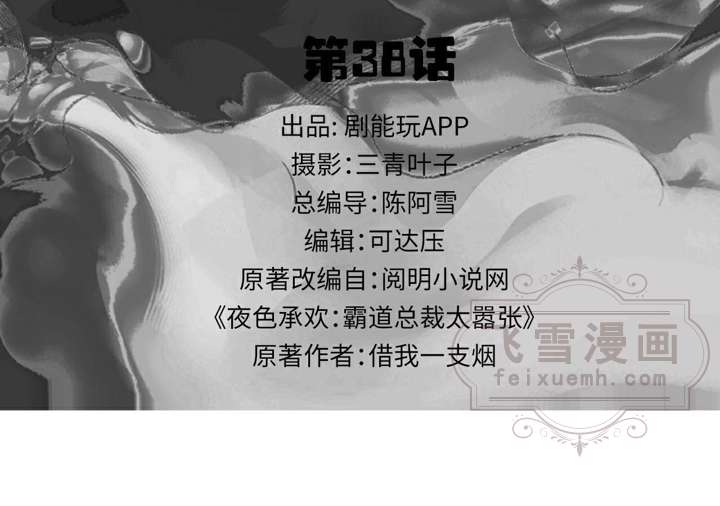 第38话
出品: 剧能玩APP
摄影：三青叶子
总编导：陈阿雪
编辑：可达压
原著改编自：阅明小说网
《夜色承欢：霸道总裁太嚣张》
原著作者：借我一支烟
飞雪漫画
feixuemh.com